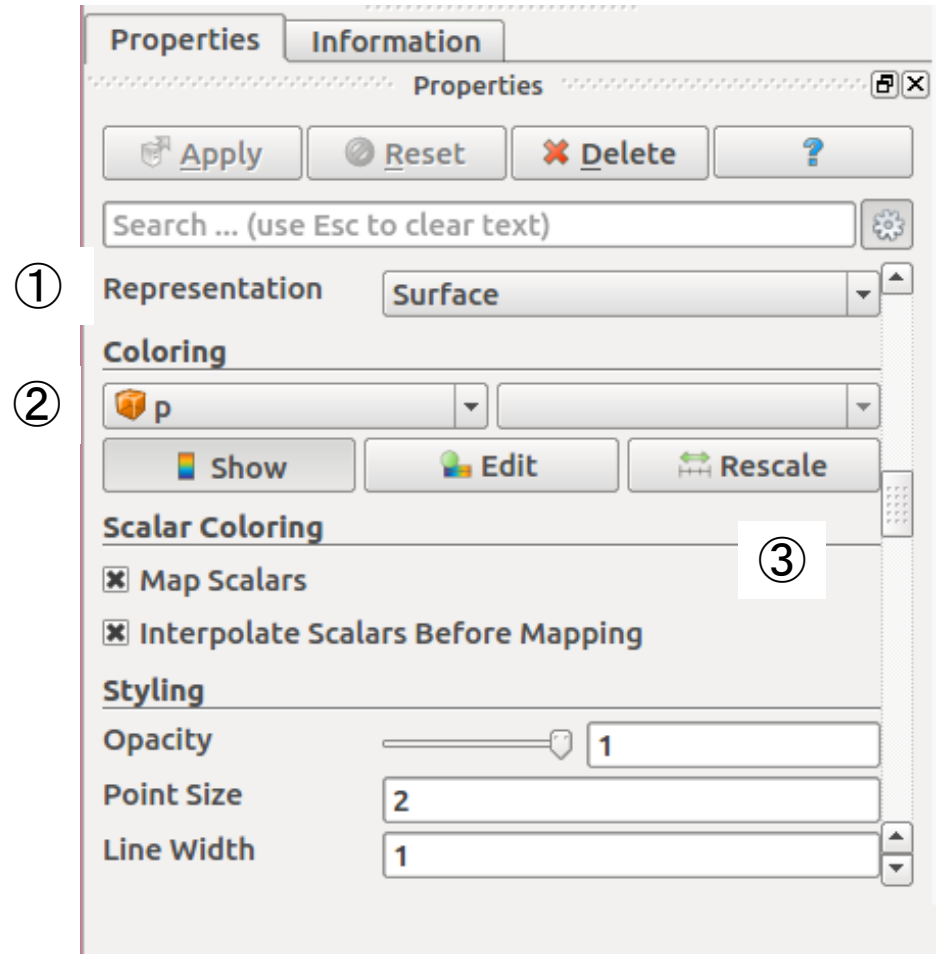 Properties Information
Properties
Apply Reset Delete ?
Search ... (use Esc to clear text)
① Representation Surface
Coloring
② p
Show Edit Rescale
Scalar Coloring
③
Map Scalars
Interpolate Scalars Before Mapping
Styling
Opacity 1
Point Size 2
Line Width 1